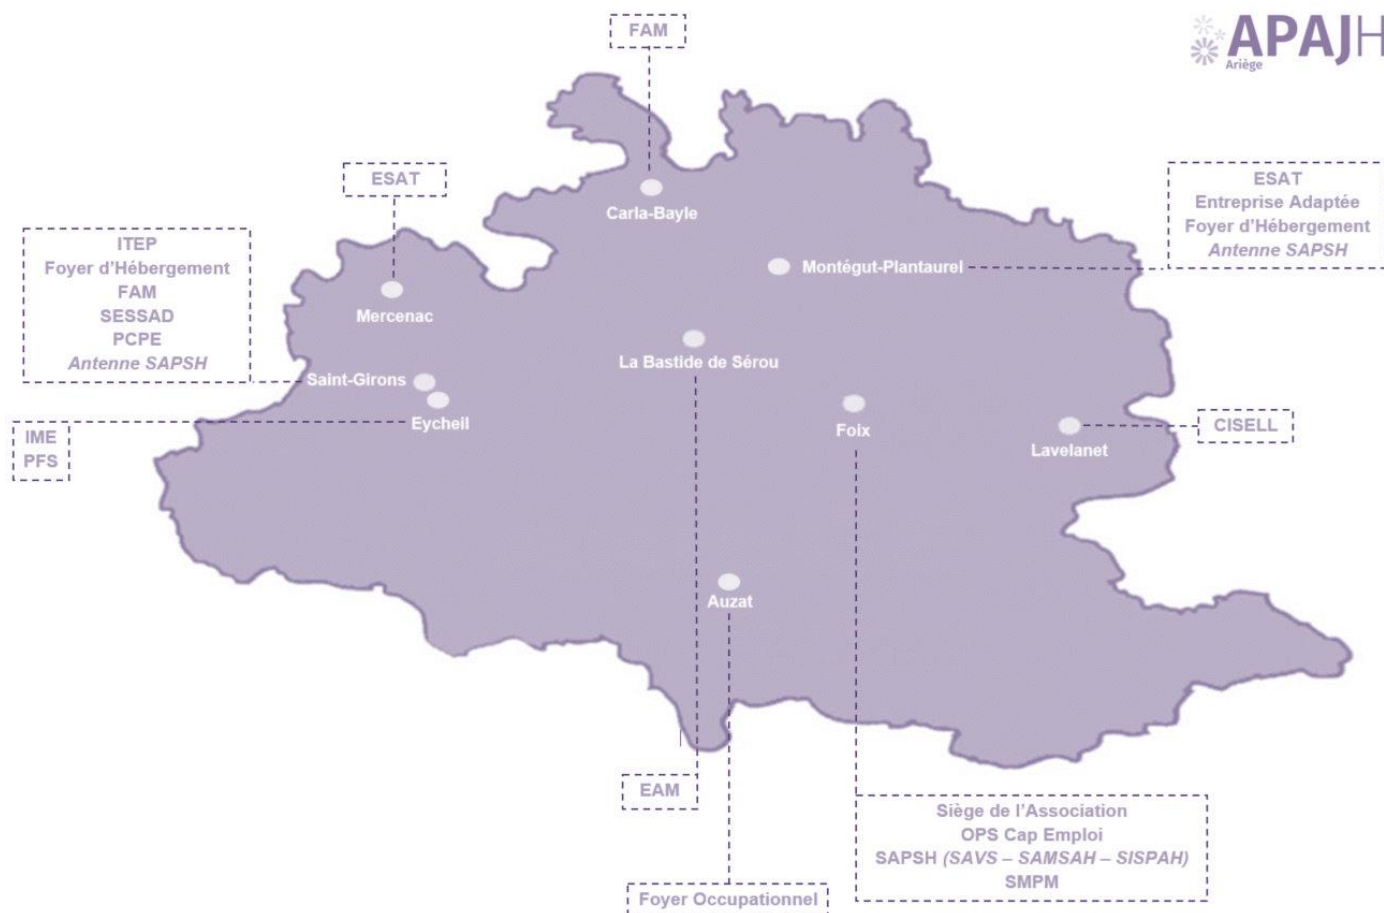 FAM
APAJH
Ariège
ESAT
Carla-Bayle
ESAT
Entreprise Adaptée
Foyer d'Hébergement
Antenne SAPSH
ITEP
Foyer d'Hébergement
FAM
SESSAD
PCPE
Antenne SAPSH
Montégut-Plantaurel
Mercenac
La Bastide de Sérou
Saint-Girons
Eycheil
IME
PFS
Foix
Lavelanet
CISELL
Auzat
EAM
Siège de l'Association
OPS Cap Emploi
SAPSH (SAVS – SAMSAH – SISPAH)
SMPM
Foyer Occupationnel